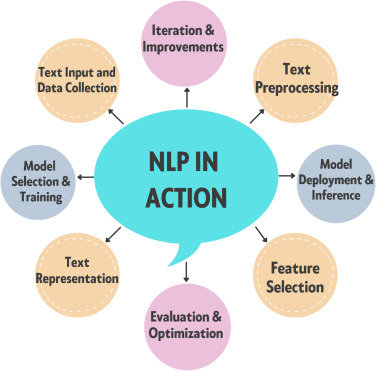 Iteration &
Improvements
Text Input and
Data Collection
Text
Preprocessing
NLP IN
ACTION
Model
Selection &
Training
Model
Deployment &
Inference
Text
Representation
Feature
Selection
Evaluation &
Optimization